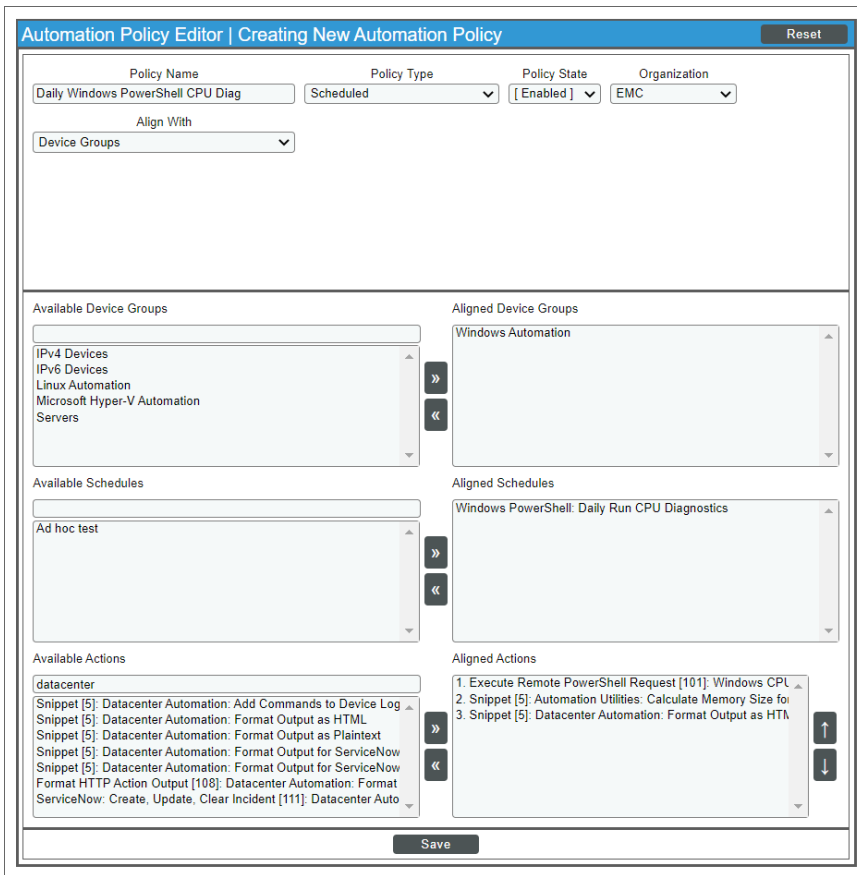 Automation Policy Editor | Creating New Automation Policy Reset
Policy Name Policy Type Policy State Organization
Daily Windows PowerShell CPU Diag Scheduled [ Enabled ] EMC
Align With
Device Groups
Available Device Groups Aligned Device Groups
Windows Automation
IPv4 Devices
IPv6 Devices
Linux Automation
Microsoft Hyper-V Automation
Servers
»
«
Available Schedules Aligned Schedules
Windows PowerShell: Daily Run CPU Diagnostics
Ad hoc test
»
«
Available Actions Aligned Actions
datacenter
Snippet [5]: Datacenter Automation: Add Commands to Device Log
Snippet [5]: Datacenter Automation: Format Output as HTML
Snippet [5]: Datacenter Automation: Format Output as Plaintext
Snippet [5]: Datacenter Automation: Format Output for ServiceNow
Snippet [5]: Datacenter Automation: Format Output for ServiceNow
Format HTTP Action Output [108]: Datacenter Automation: Format
ServiceNow: Create, Update, Clear Incident [111]: Datacenter Auto
»
«
1. Execute Remote PowerShell Request [101]: Windows CPU
2. Snippet [5]: Automation Utilities: Calculate Memory Size for
3. Snippet [5]: Datacenter Automation: Format Output as HTM
↑
↓
Save